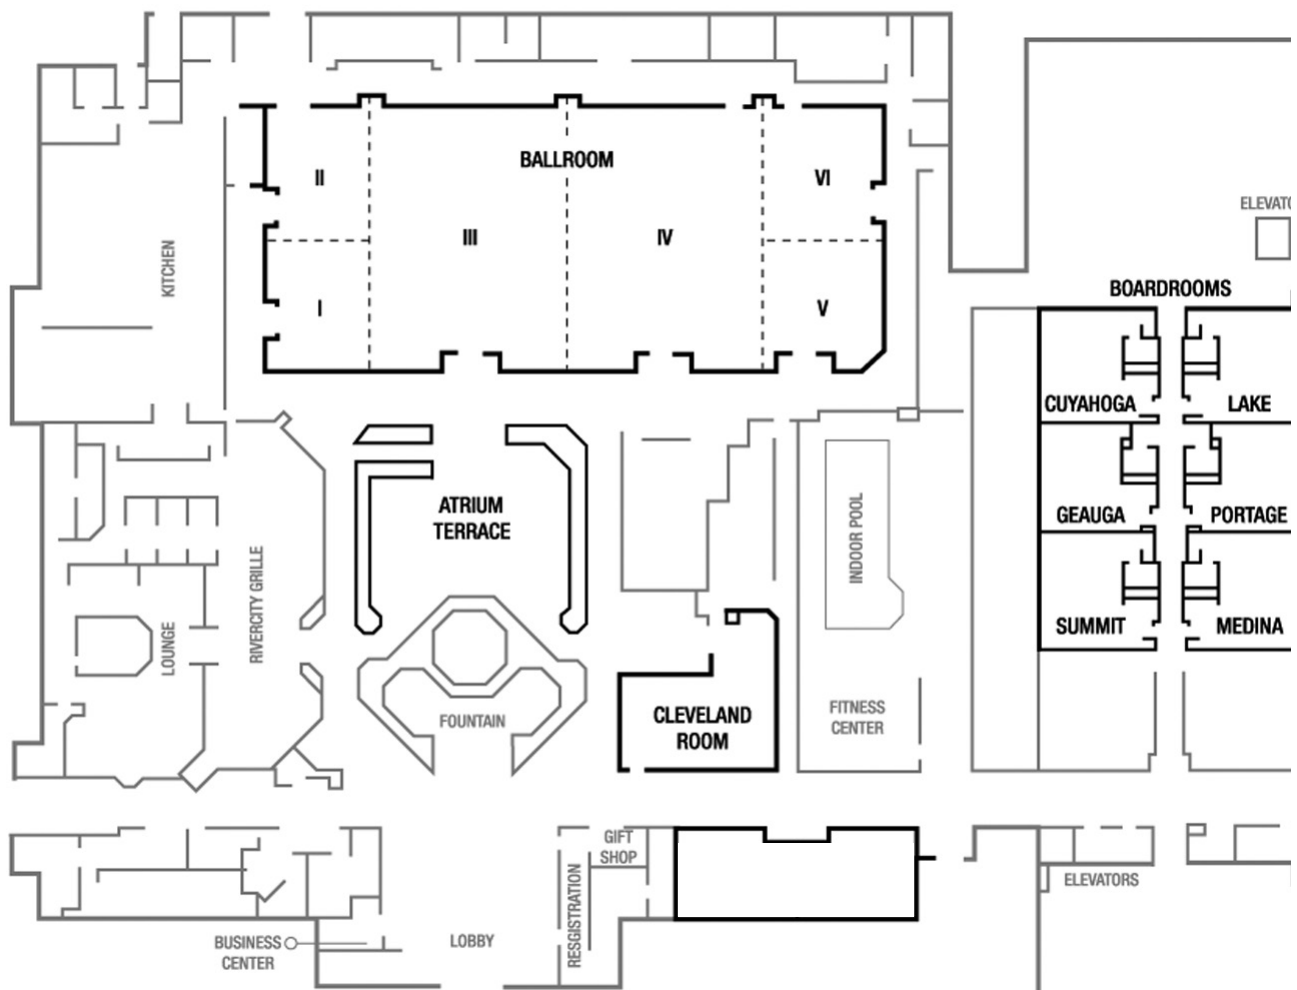 BALLROOM
II
VI
III
IV
I
V
KITCHEN
ELEVATO
BOARDROOMS
CUYAHOGA
LAKE
GEAUGA
PORTAGE
SUMMIT
MEDINA
ATRIUM
TERRACE
INDOOR POOL
RIVERCITY GRILLE
LOUNGE
FOUNTAIN
CLEVELAND
ROOM
FITNESS
CENTER
GIFT
SHOP
RESGISTRATION
ELEVATORS
BUSINESS
CENTER
LOBBY